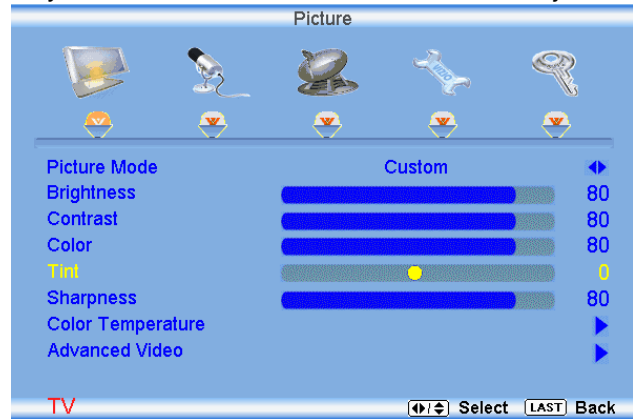 Picture
VIZIO
Picture Mode Custom
Brightness 80
Contrast 80
Color 80
Tint 0
Sharpness 80
Color Temperature
Advanced Video
TV Select LAST Back